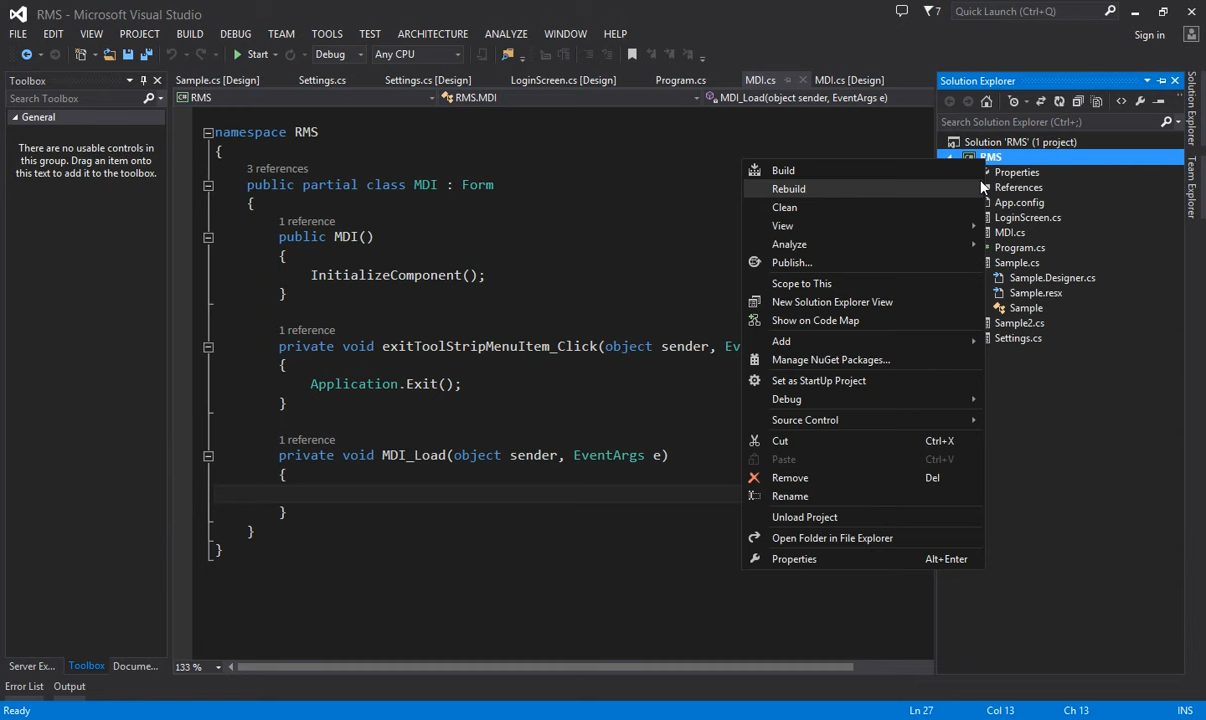 RMS - Microsoft Visual Studio
7
Quick Launch (Ctrl+Q)
FILE EDIT VIEW PROJECT BUILD DEBUG TEAM TOOLS TEST ARCHITECTURE ANALYZE WINDOW HELP
Sign in
Start Debug Any CPU
Toolbox
Search Toolbox
General
There are no usable controls in
this group. Drag an item onto
this text to add it to the toolbox.
Server Ex... Toolbox Docume...
Sample.cs [Design] Settings.cs Settings.cs [Design] LoginScreen.cs [Design] Program.cs MDI.cs MDI.cs [Design]
RMS RMS.MDI MDI_Load(object sender, EventArgs e)
namespace RMS
{
3 references
public partial class MDI : Form
{
1 reference
public MDI()
{
InitializeComponent();
}
1 reference
private void exitToolStripMenuItem_Click(object sender, Ev
{
Application.Exit();
}
1 reference
private void MDI_Load(object sender, EventArgs e)
{
}
}
}
133 %
Build
Rebuild
Clean
View
Analyze
Publish...
Scope to This
New Solution Explorer View
Show on Code Map
Add
Manage NuGet Packages...
Set as StartUp Project
Debug
Source Control
Cut Ctrl+X
Paste Ctrl+V
Remove Del
Rename
Unload Project
Open Folder in File Explorer
Properties Alt+Enter
Solution Explorer
Search Solution Explorer (Ctrl+;)
Solution 'RMS' (1 project)
RMS
Properties
References
App.config
LoginScreen.cs
MDI.cs
Program.cs
Sample.cs
Sample.Designer.cs
Sample.resx
Sample
Sample2.cs
Settings.cs
Solution Explorer
Team Explorer
Error List Output
Ready Ln 27 Col 13 Ch 13 INS